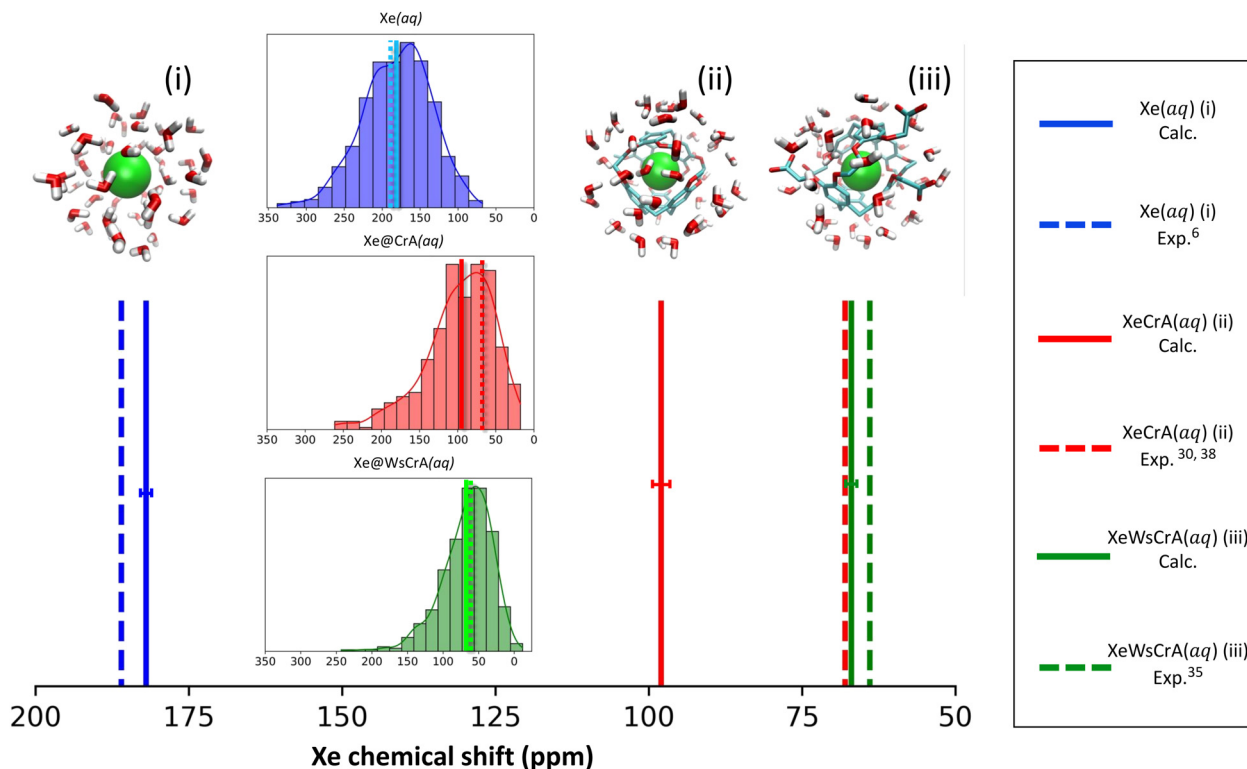 Xe(aq)
(i)
(ii)
(iii)
350 300 250 200 150 100 50 0
Xe@CrA(aq)
350 300 250 200 150 100 50 0
Xe@WsCrA(aq)
350 300 250 200 150 100 50 0
200 175 150 125 100 75 50
Xe chemical shift (ppm)
Xe(aq) (i)
Calc.
Xe(aq) (i)
Exp.6
XeCrA(aq) (ii)
Calc.
XeCrA(aq) (ii)
Exp. 30, 38
XeWsCrA(aq) (iii)
Calc.
XeWsCrA(aq) (iii)
Exp.35